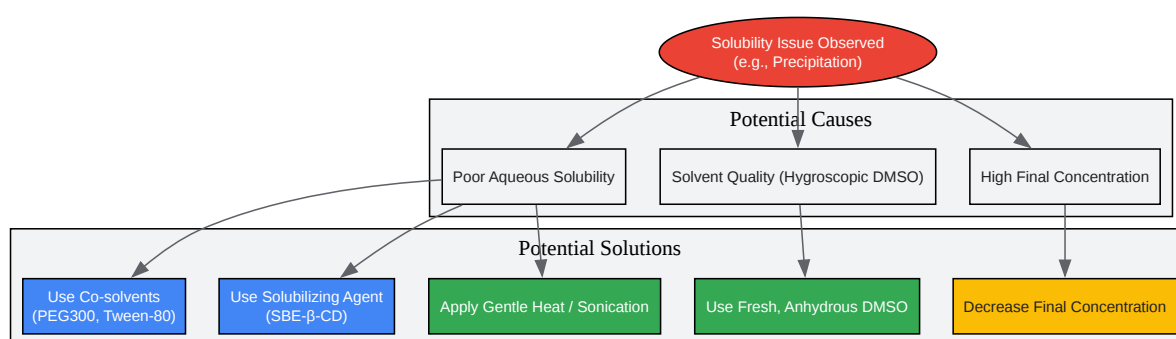 Solubility Issue Observed
(e.g., Precipitation)
Potential Causes
Poor Aqueous Solubility
Solvent Quality (Hygroscopic DMSO)
High Final Concentration
Potential Solutions
Use Co-solvents
(PEG300, Tween-80)
Use Solubilizing Agent
(SBE-β-CD)
Apply Gentle Heat / Sonication
Use Fresh, Anhydrous DMSO
Decrease Final Concentration